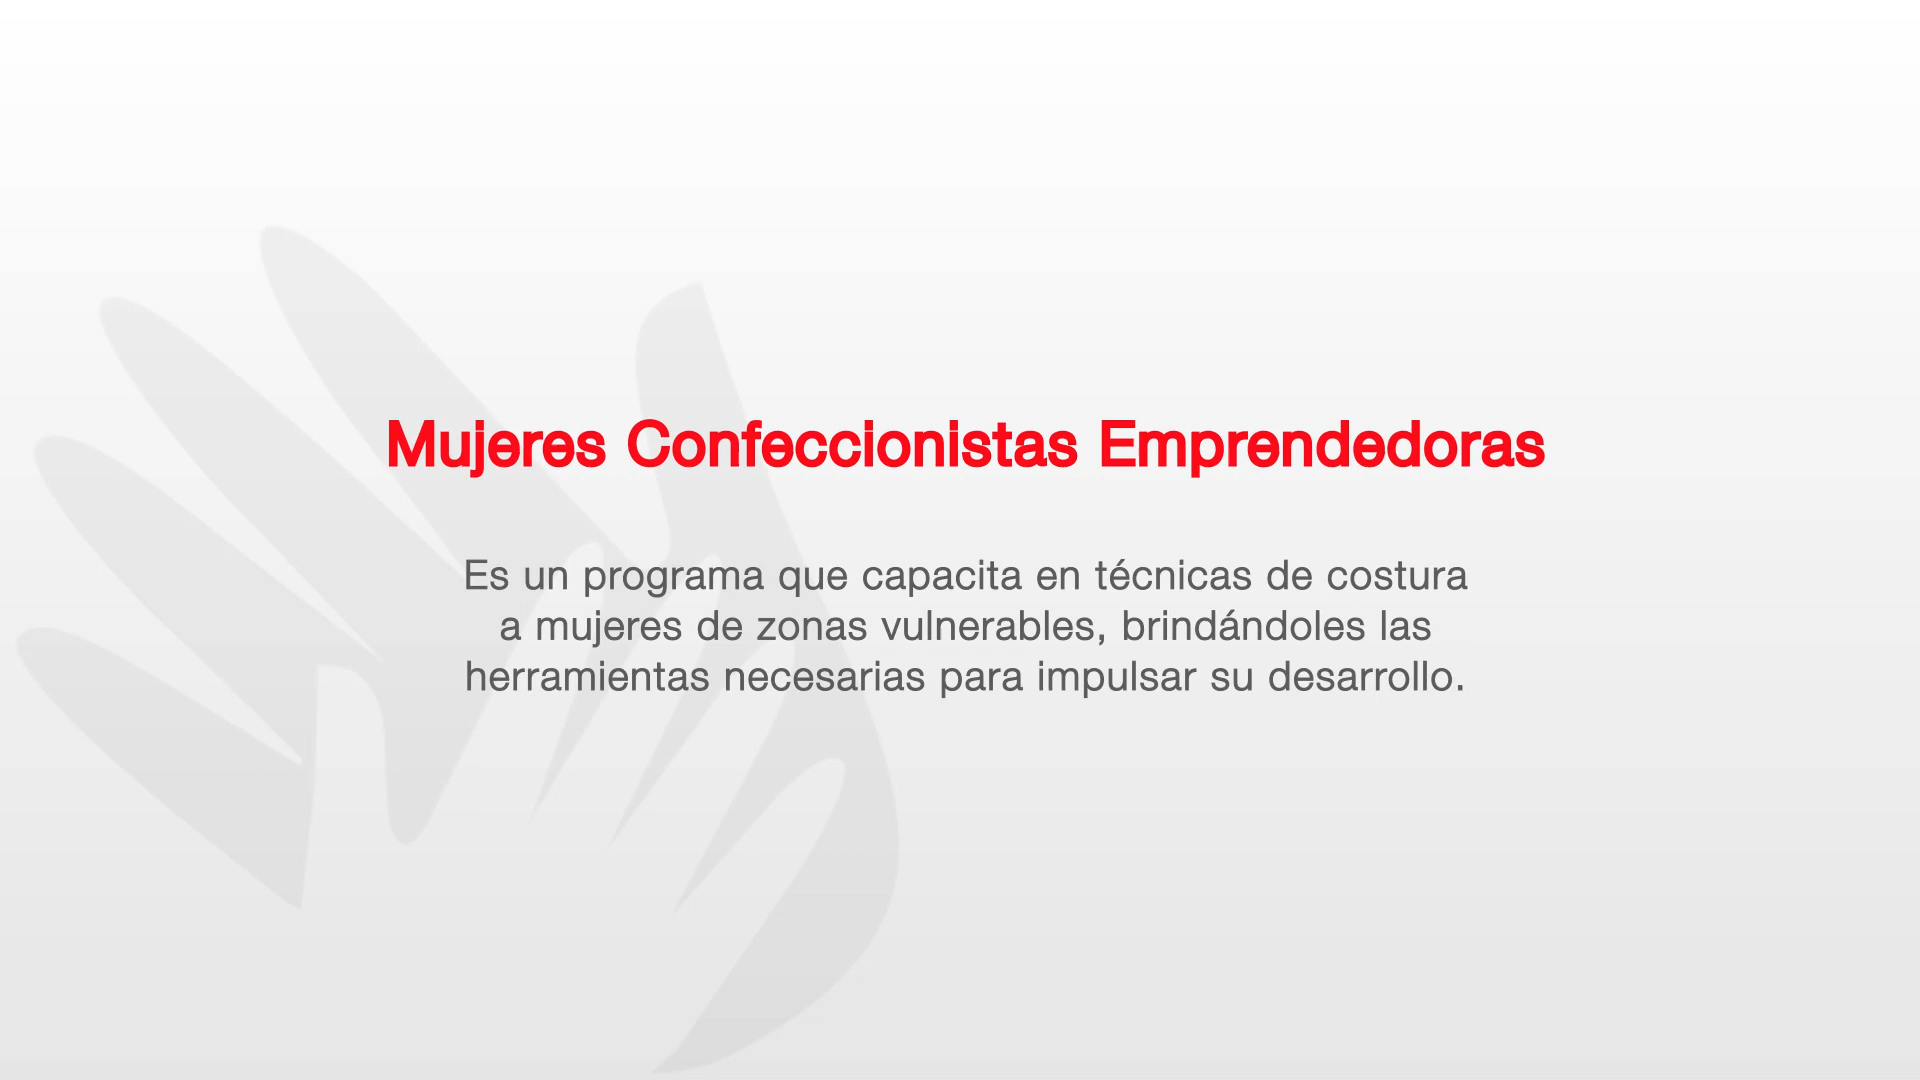 Mujeres Confeccionistas Emprendedoras
Es un programa que capacita en técnicas de costura
a mujeres de zonas vulnerables, brindándoles las
herramientas necesarias para impulsar su desarrollo.